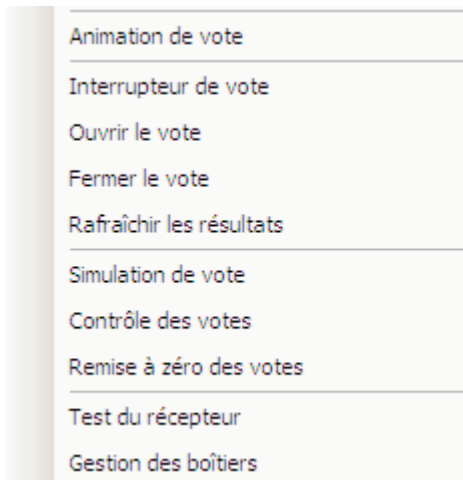 Animation de vote
Interrupteur de vote
Ouvrir le vote
Fermer le vote
Rafraîchir les résultats
Simulation de vote
Contrôle des votes
Remise à zéro des votes
Test du récepteur
Gestion des boîtiers